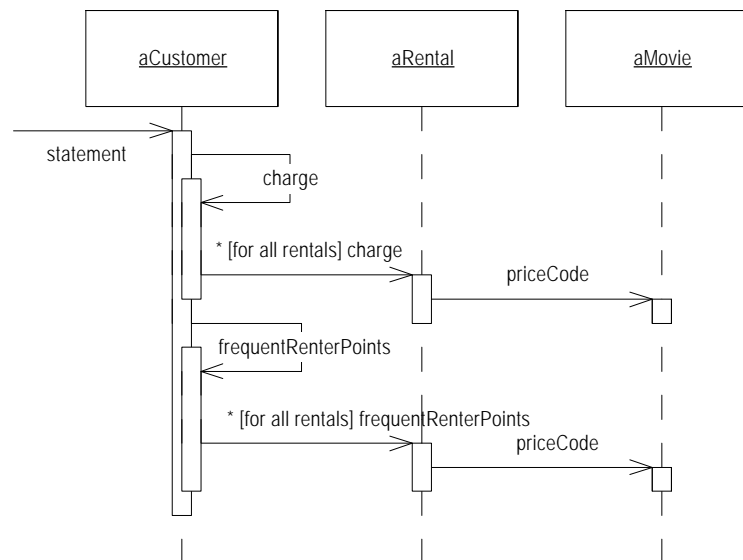 aCustomer
aRental
aMovie
statement
charge
* [for all rentals] charge
priceCode
frequentRenterPoints
* [for all rentals] frequentRenterPoints
priceCode